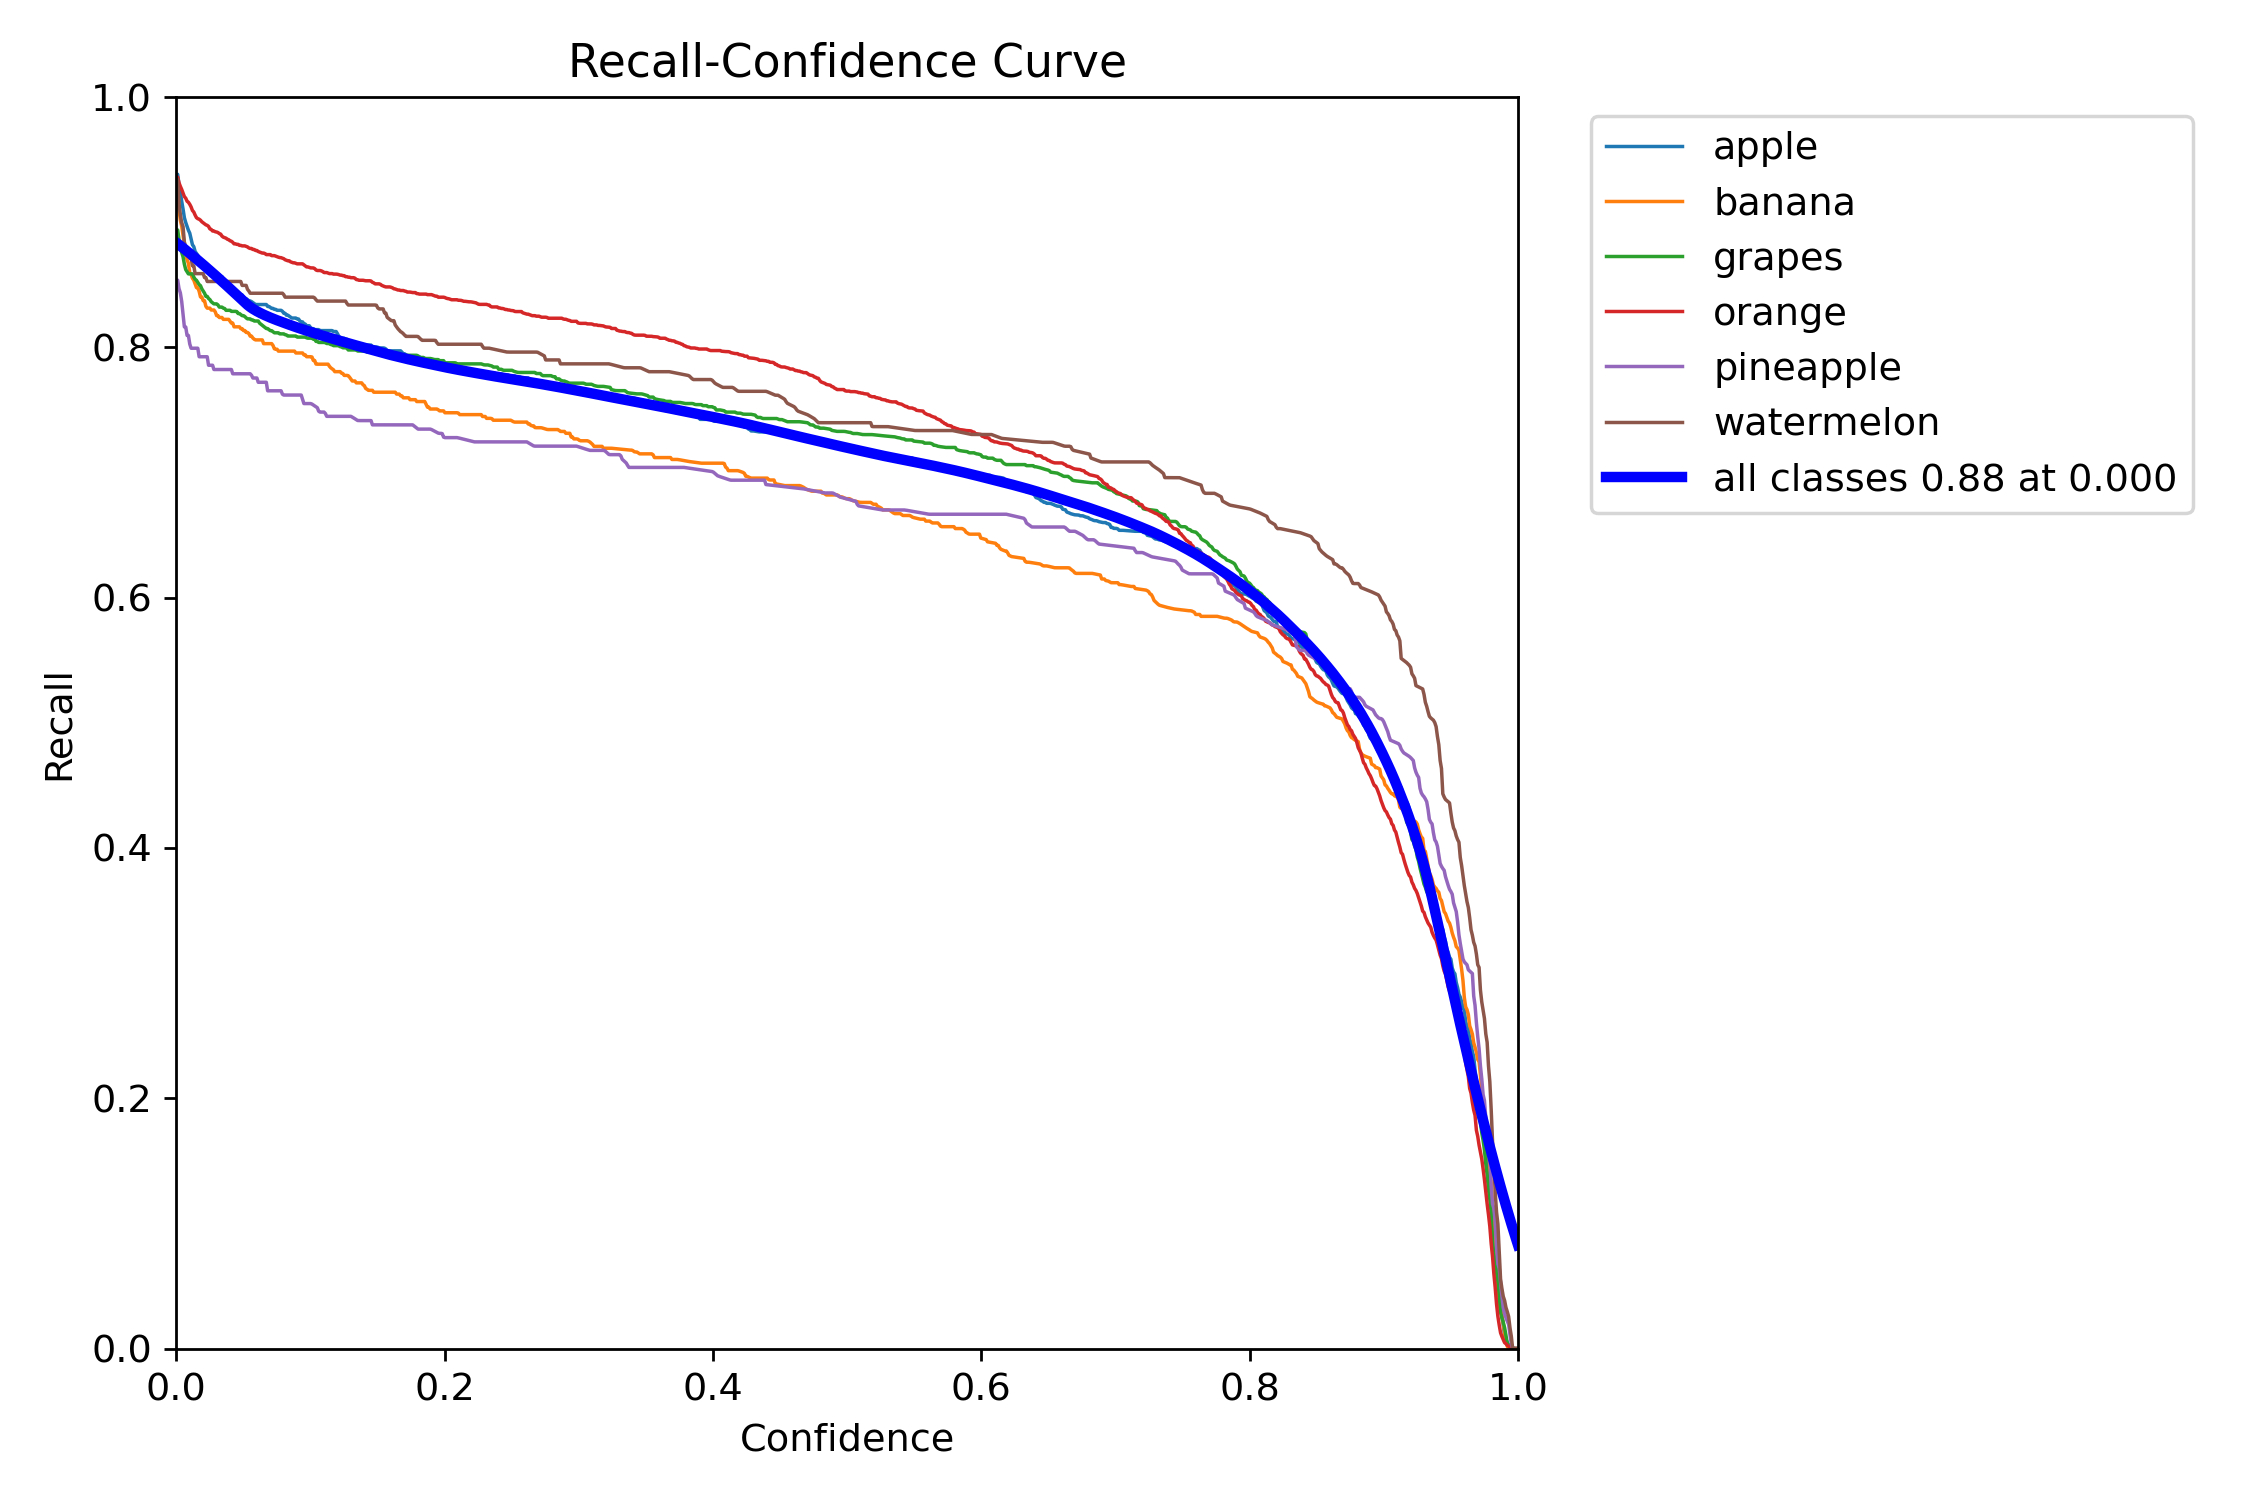 Recall-Confidence Curve
1.0
0.8
0.6
0.4
0.2
0.0
Recall
0.0 0.2 0.4 0.6 0.8 1.0
Confidence
apple
banana
grapes
orange
pineapple
watermelon
all classes 0.88 at 0.000